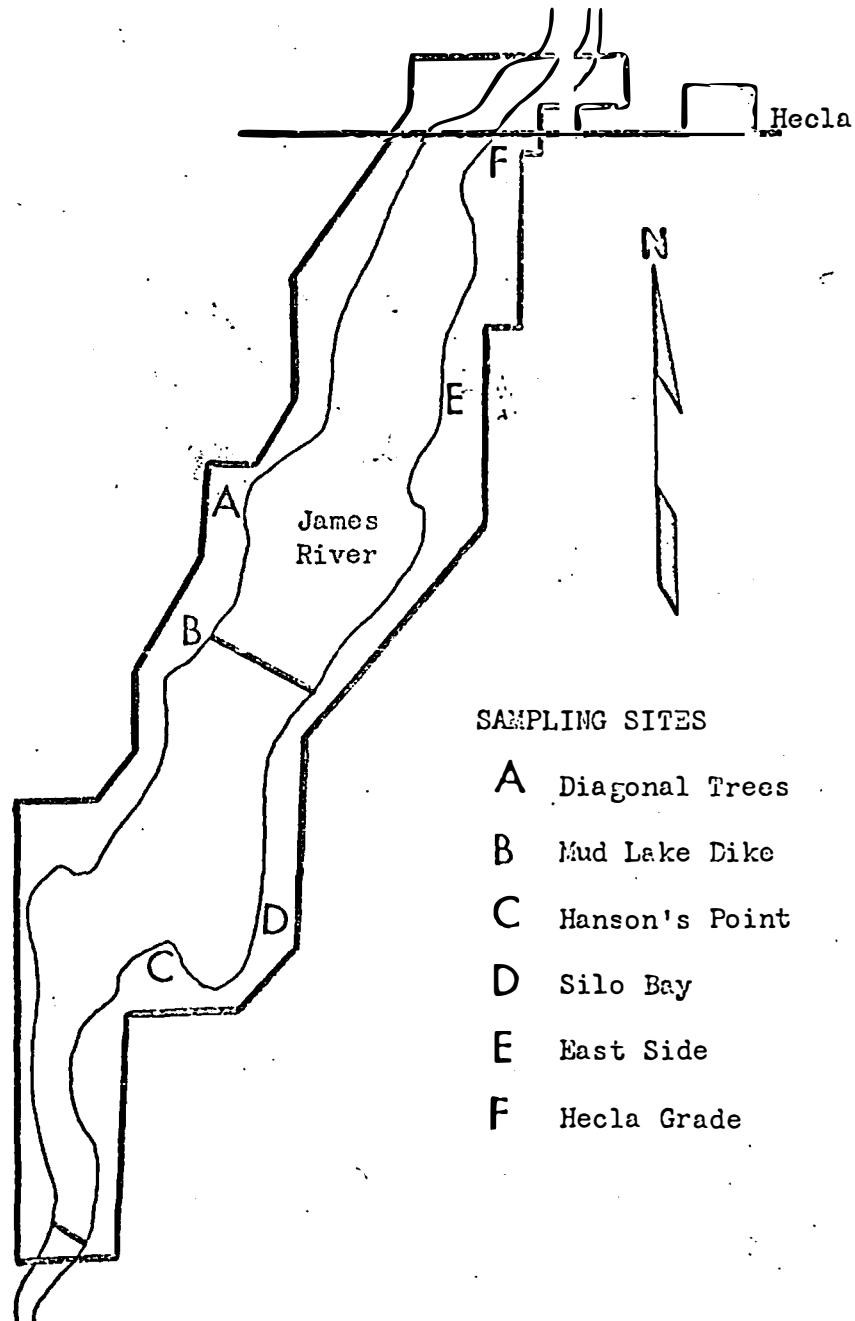 Hecla
F
N
E
A
James
River
B
SAMPLING SITES
A Diagonal Trees
B Mud Lake Dike
D
C Hanson's Point
C
D Silo Bay
E East Side
F Hecla Grade